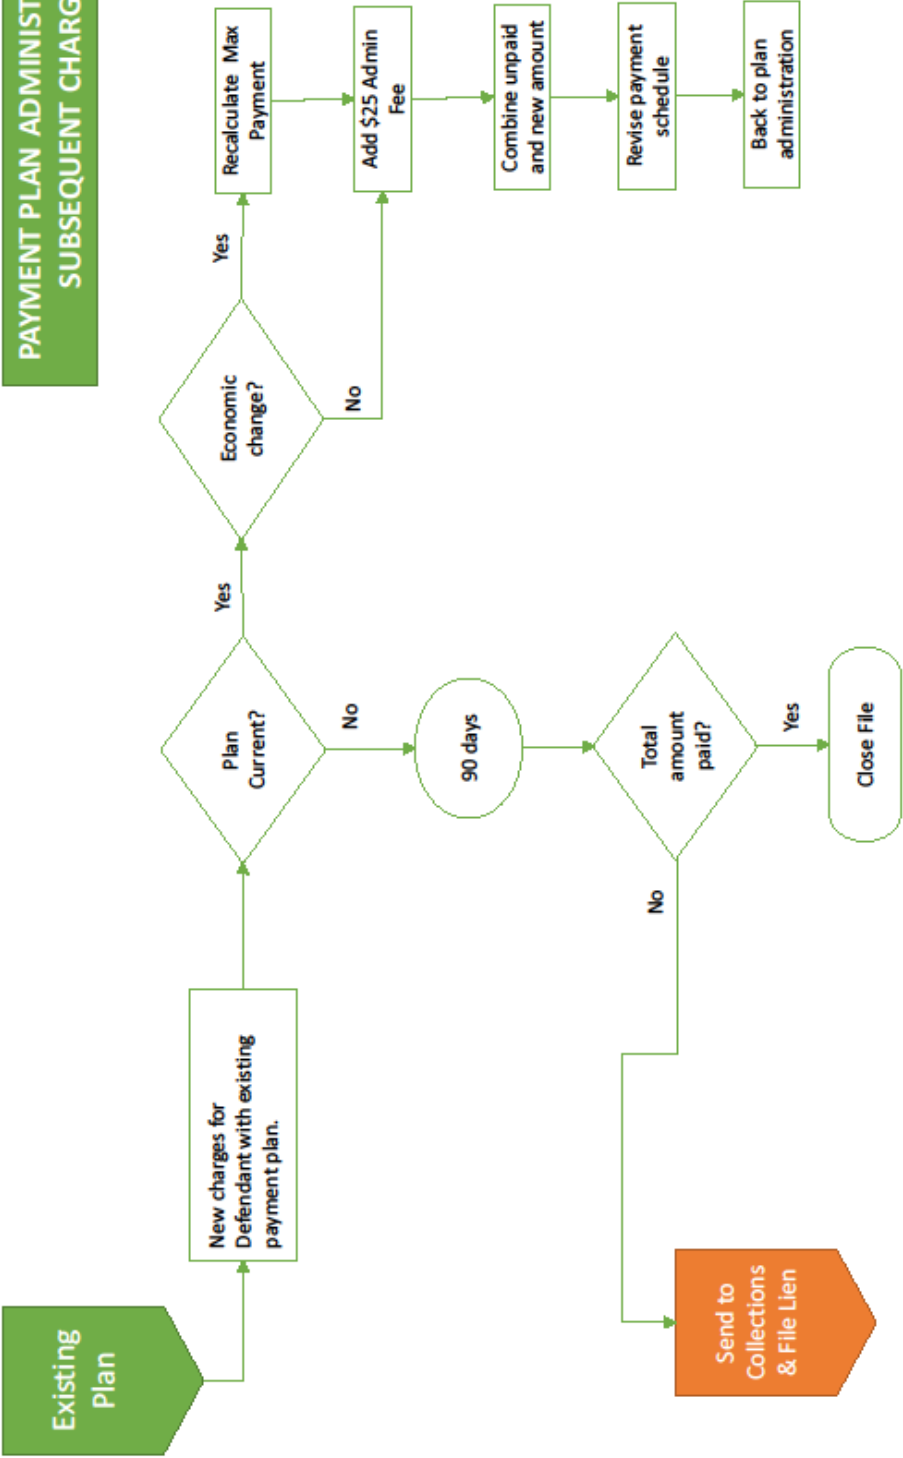 PAYMENT PLAN ADMINIST
SUBSEQUENT CHARG
Existing
Plan
New charges for
Defendant with existing
payment plan.
Plan
Current?
Yes
No
Economic
change?
Yes
No
Recalculate Max
Payment
Add $25 Admin
Fee
Combine unpaid
and new amount
Revise payment
schedule
Back to plan
administration
90 days
Total
amount
paid?
No
Yes
Send to
Collections
& File Lien
Close File